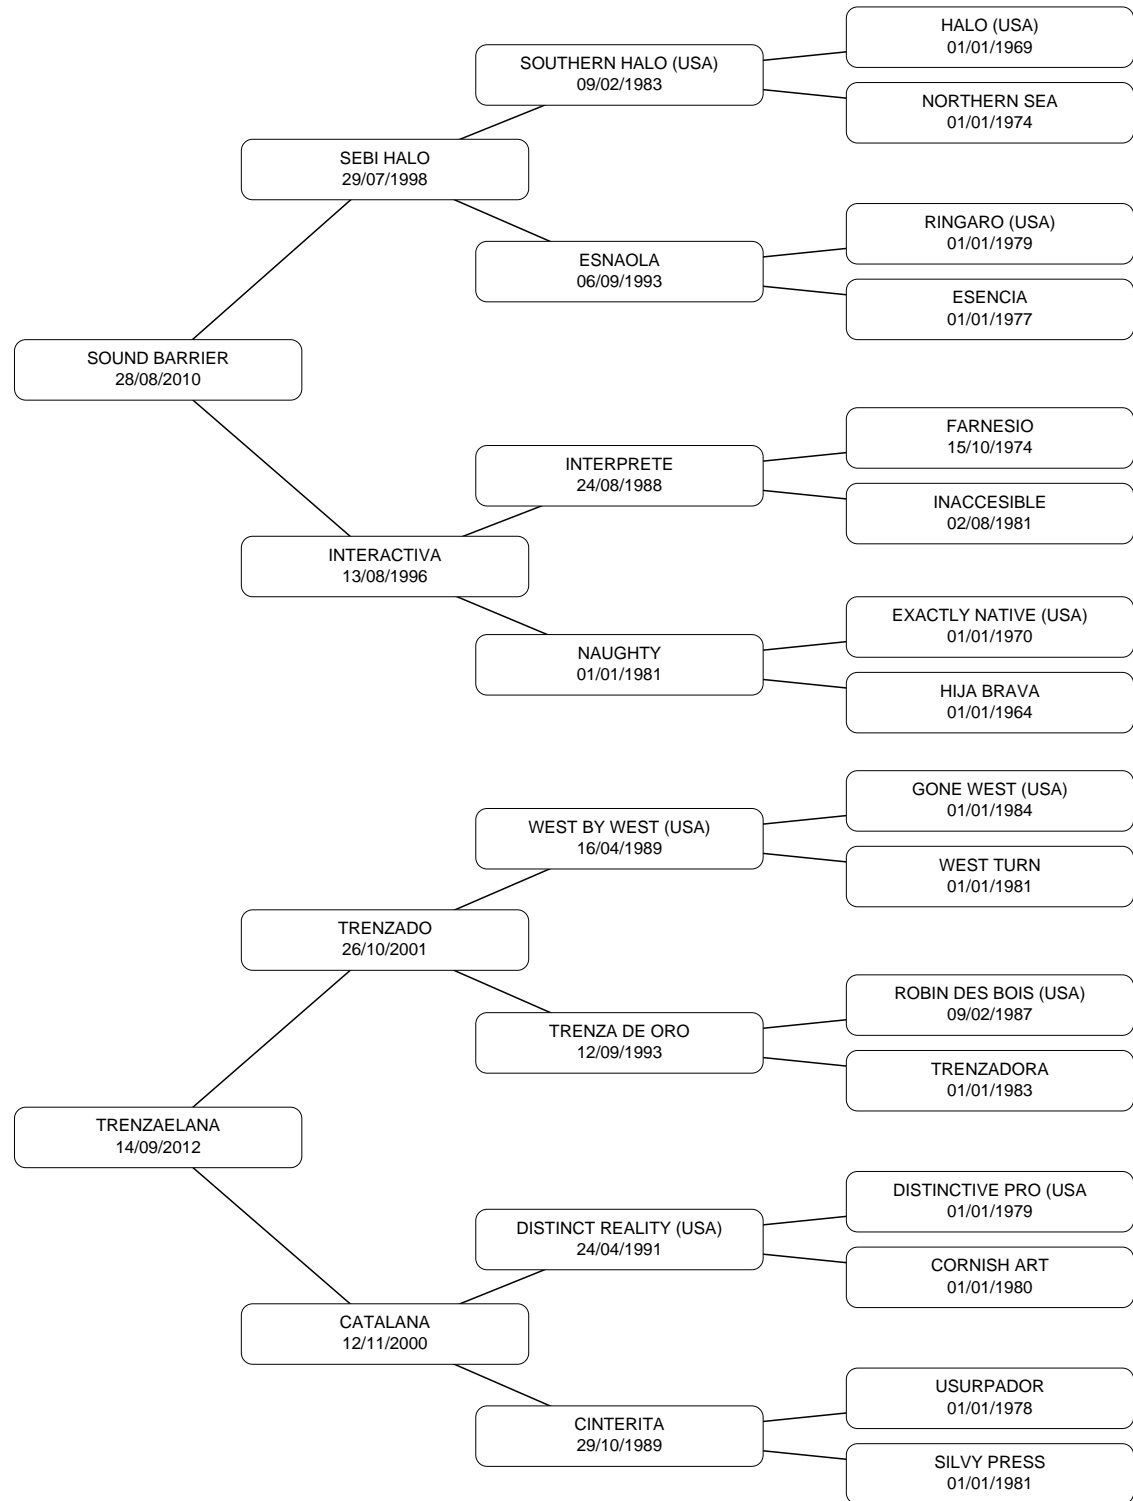 HALO (USA)
01/01/1969
SOUTHERN HALO (USA)
09/02/1983
NORTHERN SEA
01/01/1974
SEBI HALO
29/07/1998
RINGARO (USA)
01/01/1979
ESNAOLA
06/09/1993
ESENCIA
01/01/1977
SOUND BARRIER
28/08/2010
FARNESIO
15/10/1974
INTERPRETE
24/08/1988
INACCESIBLE
02/08/1981
INTERACTIVA
13/08/1996
EXACTLY NATIVE (USA)
01/01/1970
NAUGHTY
01/01/1981
HIJA BRAVA
01/01/1964
GONE WEST (USA)
01/01/1984
WEST BY WEST (USA)
16/04/1989
WEST TURN
01/01/1981
TRENZADO
26/10/2001
ROBIN DES BOIS (USA)
09/02/1987
TRENZA DE ORO
12/09/1993
TRENZADORA
01/01/1983
TRENZAELANA
14/09/2012
DISTINCTIVE PRO (USA
01/01/1979
DISTINCT REALITY (USA)
24/04/1991
CORNISH ART
01/01/1980
CATALANA
12/11/2000
USURPADOR
01/01/1978
CINTERITA
29/10/1989
SILVY PRESS
01/01/1981